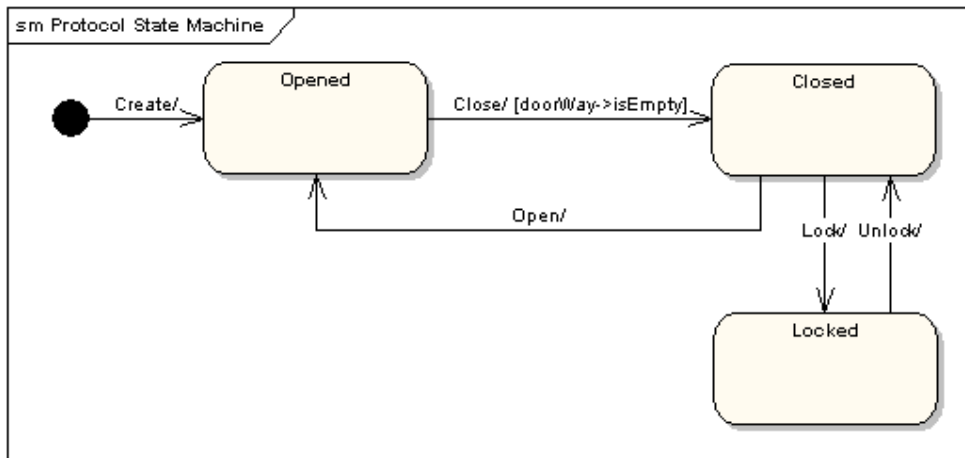 sm Protocol State Machine
Opened
Closed
Create/
Close/ [doorWay->isEmpty]
Open/
Lock/
Unlock/
Locked